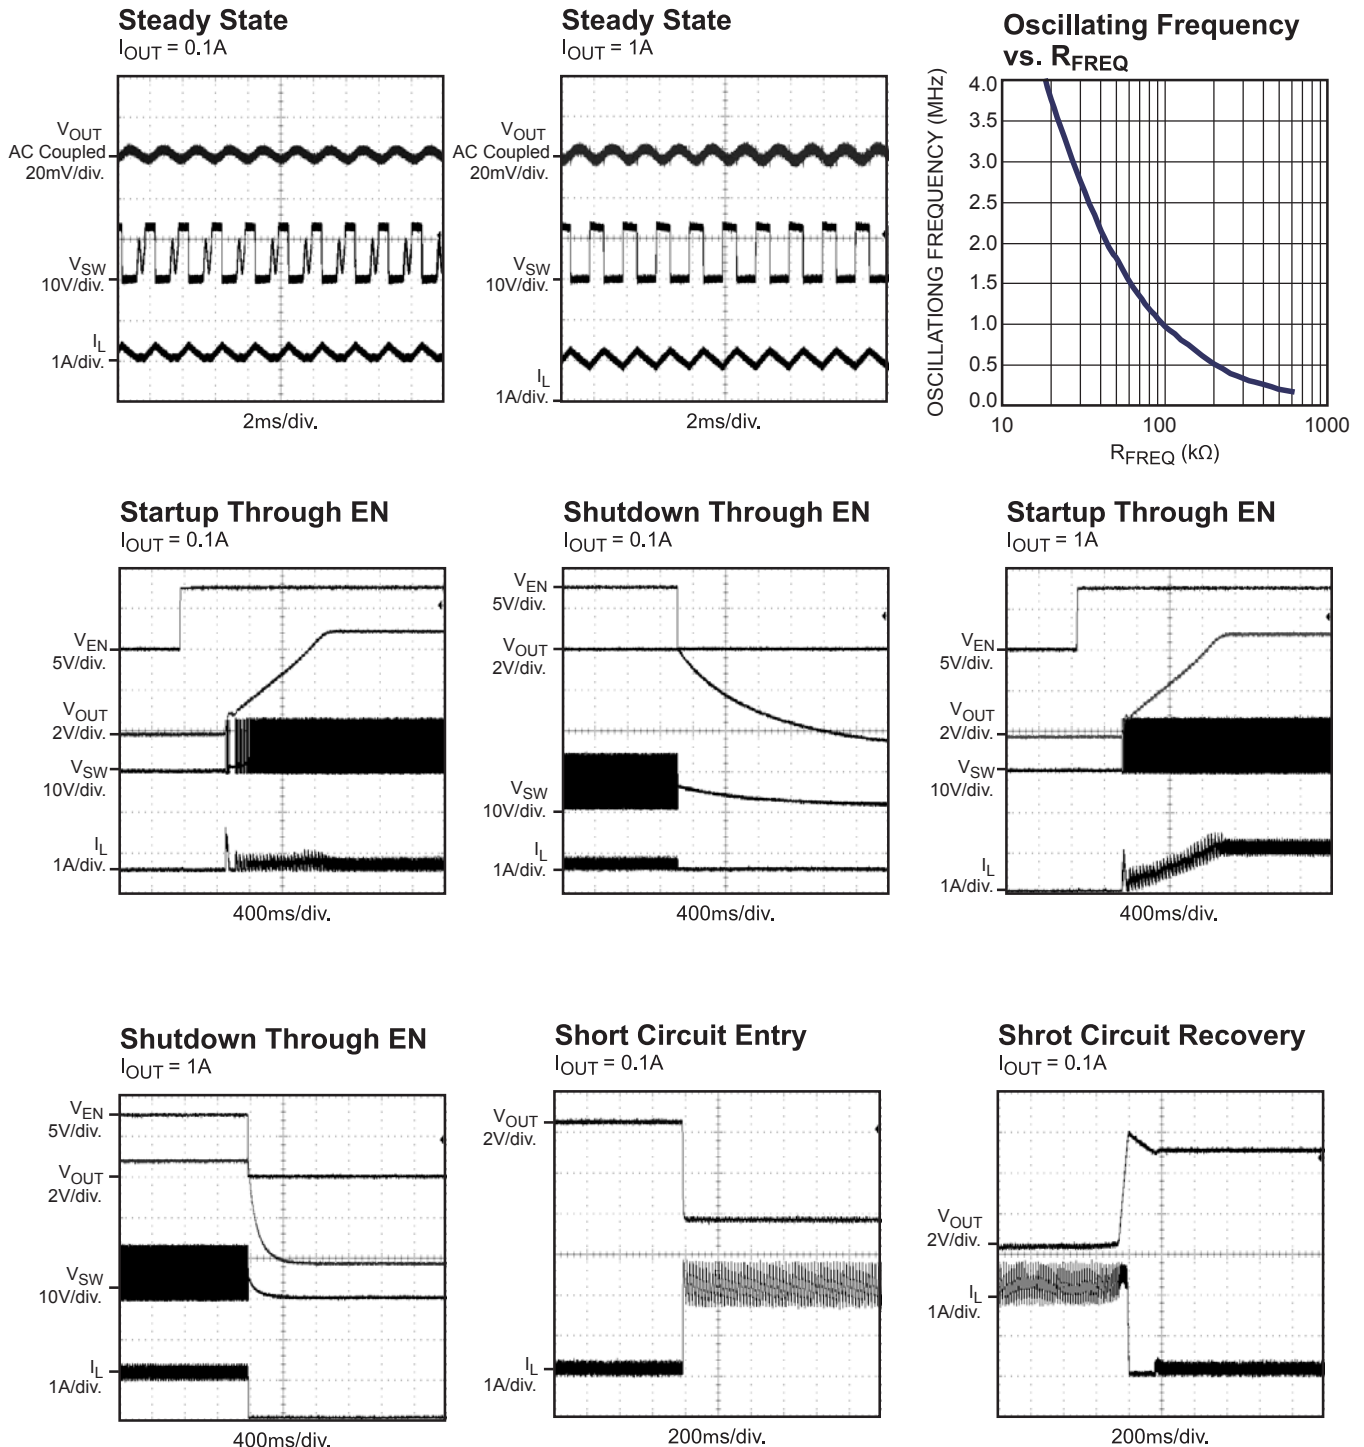 Steady State
IOUT = 0.1A
VOUT
AC Coupled
20mV/div.
VSW
10V/div.
IL
1A/div.
2ms/div.
Steady State
IOUT = 1A
VOUT
AC Coupled
20mV/div.
VSW
10V/div.
IL
1A/div.
2ms/div.
Oscillating Frequency
vs. RFREQ
OSCILLATIONG FREQUENCY (MHz)
4.0
3.5
3.0
2.5
2.0
1.5
1.0
0.5
0.0
10 100 1000
RFREQ (kΩ)
Startup Through EN
IOUT = 0.1A
VEN
5V/div.
VOUT
2V/div.
VSW
10V/div.
IL
1A/div.
400ms/div.
Shutdown Through EN
IOUT = 0.1A
VEN
5V/div.
VOUT
2V/div.
VSW
10V/div.
IL
1A/div.
400ms/div.
Startup Through EN
IOUT = 1A
VEN
5V/div.
VOUT
2V/div.
VSW
10V/div.
IL
1A/div.
400ms/div.
Shutdown Through EN
IOUT = 1A
VEN
5V/div.
VOUT
2V/div.
VSW
10V/div.
IL
1A/div.
400ms/div.
Short Circuit Entry
IOUT = 0.1A
VOUT
2V/div.
IL
1A/div.
200ms/div.
Shrot Circuit Recovery
IOUT = 0.1A
VOUT
2V/div.
IL
1A/div.
200ms/div.